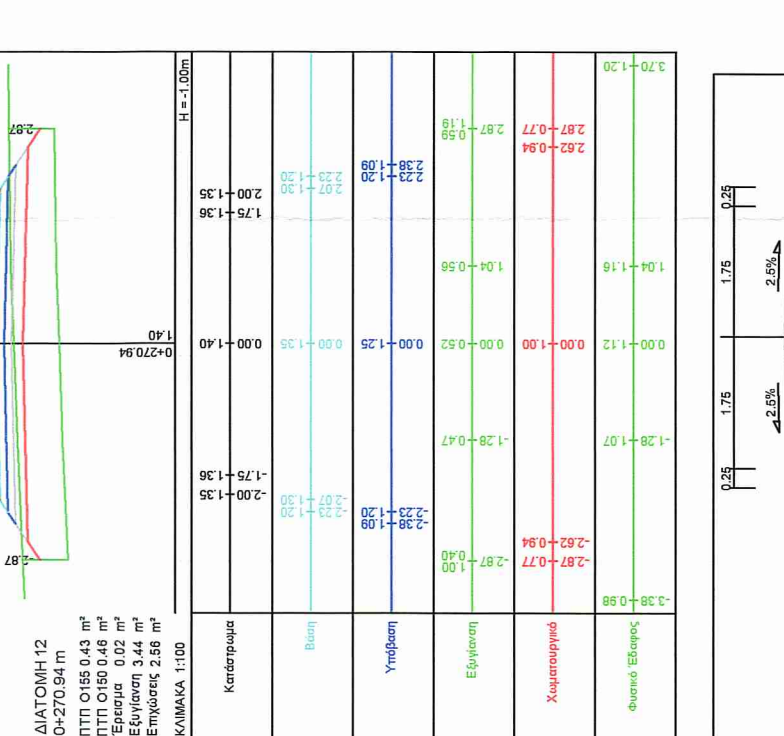 ΔΙΑΤΟΜΗ 12
0+270.94 m
ΠΤΠ Ο155 0.43 m²
ΠΤΠ Ο150 0.46 m²
Έρεισμα 0.02 m²
Εξυγίανση 3.44 m²
Επιχώσεις 2.56 m²
ΚΛΙΜΑΚΑ 1:100
H = -1.00m
-2.87
2.87
0+270.94
1.40
Κατάστρωμα
-2.00 1.35
-1.75 1.36
0.00 1.40
1.75 1.36
2.00 1.35
Βάση
-2.23 1.20
-2.07 1.30
0.00 1.35
2.07 1.30
2.23 1.20
Υπόβαση
-2.38 1.09
-2.23 1.20
0.00 1.25
2.23 1.20
2.38 1.09
Εξυγίανση
-2.87 1.00
0.40
-1.28 0.47
0.00 0.52
1.04 0.56
2.87 0.59
1.19
Χωματουργικά
-2.87 0.77
-2.62 0.94
0.00 1.00
2.62 0.94
2.87 0.77
Φυσικό Έδαφος
-3.38 0.98
-1.28 1.07
0.00 1.12
1.04 1.16
3.70 1.20
0.25
1.75
1.75
0.25
2.5%
2.5%